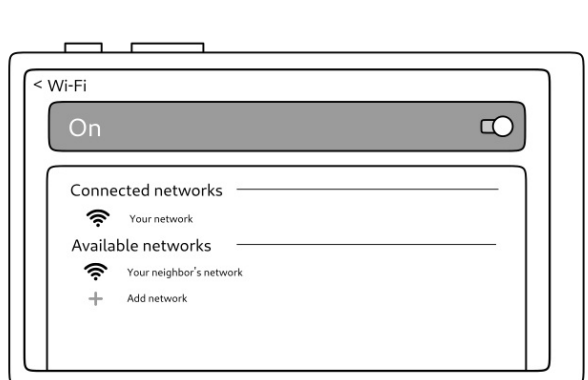 < Wi-Fi
On
Connected networks
Your network
Available networks
Your neighbor's network
Add network